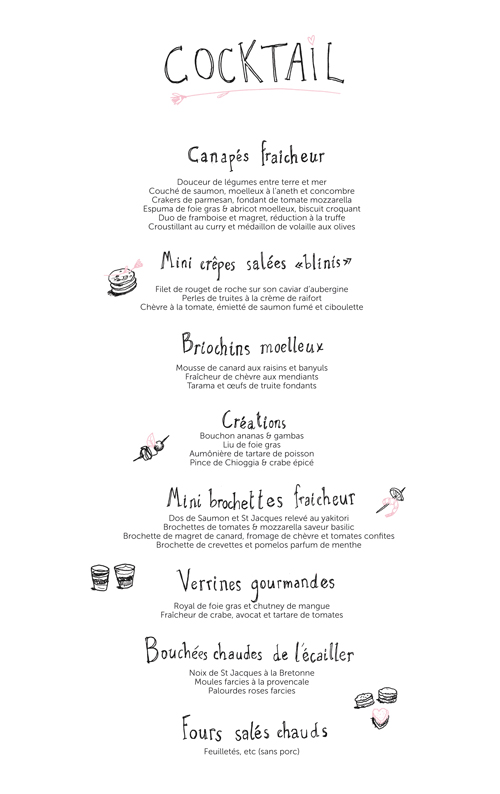 COCKTAIL
Canapés fraîcheur
Douceur de légumes entre terre et mer
Couché de saumon, moelleux à l'aneth et concombre
Crakers de parmesan, fondant de tomate mozzarella
Espuma de foie gras & abricot moelleux, biscuit croquant
Duo de framboise et magret, réduction à la truffe
Croustillant au curry et médaillon de volaille aux olives
Mini crêpes salées «blinis»
Filet de rouget de roche sur son caviar d'aubergine
Perles de truites à la crème de raifort
Chèvre à la tomate, émietté de saumon fumé et ciboulette
Briochins moelleux
Mousse de canard aux raisins et banyuls
Fraîcheur de chèvre aux mendiants
Tarama et œufs de truite fondants
Créations
Bouchon ananas & gambas
Liu de foie gras
Aumônière de tartare de poisson
Pince de Chioggia & crabe épicé
Mini brochettes fraicheur
Dos de Saumon et St Jacques relevé au yakitori
Brochettes de tomates & mozzarella saveur basilic
Brochette de magret de canard, fromage de chèvre et tomates confites
Brochette de crevettes et pomelos parfum de menthe
Verrines gourmandes
Royal de foie gras et chutney de mangue
Fraîcheur de crabe, avocat et tartare de tomates
Bouchées chaudes de l'écailler
Noix de St Jacques à la Bretonne
Moules farcies à la provencale
Palourdes roses farcies
Fours salés chauds
Feuilletés, etc (sans porc)